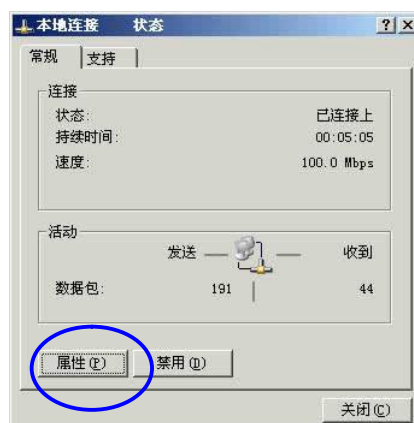 本地连接 状态
常规 支持
连接
状态: 已连接上
持续时间: 00:05:05
速度: 100.0 Mbps
活动
发送 — — 收到
数据包: 191 | 44
属性(P) 禁用(D)
关闭(C)